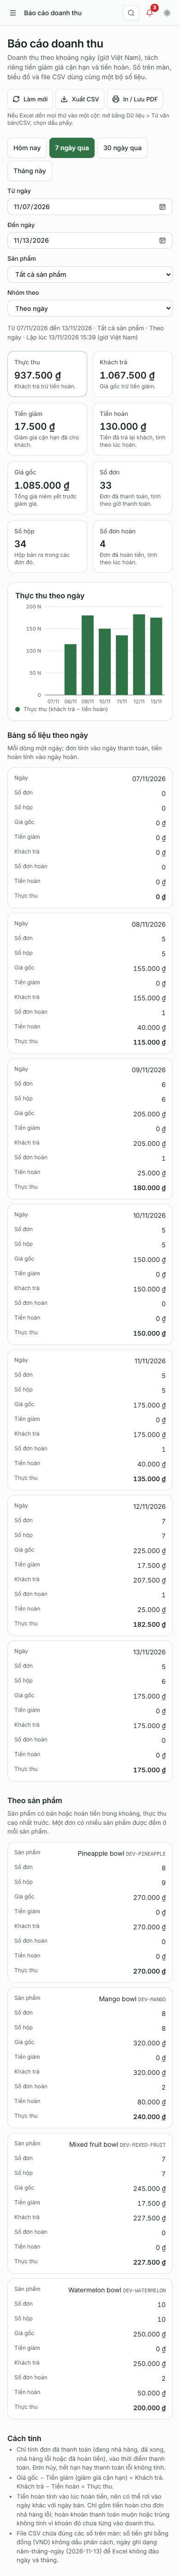 Báo cáo doanh thu
3
Báo cáo doanh thu
Doanh thu theo khoảng ngày (giờ Việt Nam), tách
riêng tiền giảm giá cận hạn và tiền hoàn. Số trên màn,
biểu đồ và file CSV dùng chung một bộ số liệu.
Làm mới
Xuất CSV
In / Lưu PDF
Nếu Excel dồn mọi thứ vào một cột: mở bằng Dữ liệu > Từ văn
bản/CSV, chọn dấu phẩy.
Hôm nay
7 ngày qua
30 ngày qua
Tháng này
Từ ngày
11/07/2026
Đến ngày
11/13/2026
Sản phẩm
Tất cả sản phẩm
Nhóm theo
Theo ngày
Từ 07/11/2026 đến 13/11/2026 · Tất cả sản phẩm · Theo
ngày · Lập lúc 13/11/2026 15:39 (giờ Việt Nam)
Thực thu
937.500 ₫
Khách trả trừ tiền hoàn.
Khách trả
1.067.500 ₫
Giá gốc trừ tiền giảm.
Tiền giảm
17.500 ₫
Giảm giá cận hạn đã cho
khách.
Tiền hoàn
130.000 ₫
Tiền đã trả lại khách, tính
theo lúc hoàn.
Giá gốc
1.085.000 ₫
Tổng giá niêm yết trước
giảm giá.
Số đơn
33
Đơn đã thanh toán, tính
theo giờ thanh toán.
Số hộp
34
Hộp bán ra trong các
đơn đó.
Số đơn hoàn
4
Đơn đã hoàn tiền, tính
theo lúc hoàn.
Thực thu theo ngày
200 N
150 N
100 N
50 N
0
07/11 08/11 09/11 10/11 11/11 12/11 13/11
Thực thu (khách trả − tiền hoàn)
Bảng số liệu theo ngày
Mỗi dòng một ngày; đơn tính vào ngày thanh toán, tiền
hoàn tính vào ngày hoàn.
Ngày 07/11/2026
Số đơn 0
Số hộp 0
Giá gốc 0 ₫
Tiền giảm 0 ₫
Khách trả 0 ₫
Số đơn hoàn 0
Tiền hoàn 0 ₫
Thực thu 0 ₫
Ngày 08/11/2026
Số đơn 5
Số hộp 5
Giá gốc 155.000 ₫
Tiền giảm 0 ₫
Khách trả 155.000 ₫
Số đơn hoàn 1
Tiền hoàn 40.000 ₫
Thực thu 115.000 ₫
Ngày 09/11/2026
Số đơn 6
Số hộp 6
Giá gốc 205.000 ₫
Tiền giảm 0 ₫
Khách trả 205.000 ₫
Số đơn hoàn 1
Tiền hoàn 25.000 ₫
Thực thu 180.000 ₫
Ngày 10/11/2026
Số đơn 5
Số hộp 5
Giá gốc 150.000 ₫
Tiền giảm 0 ₫
Khách trả 150.000 ₫
Số đơn hoàn 0
Tiền hoàn 0 ₫
Thực thu 150.000 ₫
Ngày 11/11/2026
Số đơn 5
Số hộp 5
Giá gốc 175.000 ₫
Tiền giảm 0 ₫
Khách trả 175.000 ₫
Số đơn hoàn 1
Tiền hoàn 40.000 ₫
Thực thu 135.000 ₫
Ngày 12/11/2026
Số đơn 7
Số hộp 7
Giá gốc 225.000 ₫
Tiền giảm 17.500 ₫
Khách trả 207.500 ₫
Số đơn hoàn 1
Tiền hoàn 25.000 ₫
Thực thu 182.500 ₫
Ngày 13/11/2026
Số đơn 5
Số hộp 6
Giá gốc 175.000 ₫
Tiền giảm 0 ₫
Khách trả 175.000 ₫
Số đơn hoàn 0
Tiền hoàn 0 ₫
Thực thu 175.000 ₫
Theo sản phẩm
Sản phẩm có bán hoặc hoàn tiền trong khoảng, thực thu
cao nhất trước. Một đơn có nhiều sản phẩm được đếm ở
mỗi sản phẩm.
Sản phẩm Pineapple bowl DEV-PINEAPPLE
Số đơn 8
Số hộp 9
Giá gốc 270.000 ₫
Tiền giảm 0 ₫
Khách trả 270.000 ₫
Số đơn hoàn 0
Tiền hoàn 0 ₫
Thực thu 270.000 ₫
Sản phẩm Mango bowl DEV-MANGO
Số đơn 8
Số hộp 8
Giá gốc 320.000 ₫
Tiền giảm 0 ₫
Khách trả 320.000 ₫
Số đơn hoàn 2
Tiền hoàn 80.000 ₫
Thực thu 240.000 ₫
Sản phẩm Mixed fruit bowl DEV-MIXED-FRUIT
Số đơn 7
Số hộp 7
Giá gốc 245.000 ₫
Tiền giảm 17.500 ₫
Khách trả 227.500 ₫
Số đơn hoàn 0
Tiền hoàn 0 ₫
Thực thu 227.500 ₫
Sản phẩm Watermelon bowl DEV-WATERMELON
Số đơn 10
Số hộp 10
Giá gốc 250.000 ₫
Tiền giảm 0 ₫
Khách trả 250.000 ₫
Số đơn hoàn 2
Tiền hoàn 50.000 ₫
Thực thu 200.000 ₫
Cách tính
• Chỉ tính đơn đã thanh toán (đang nhả hàng, đã xong,
nhả hàng lỗi hoặc đã hoàn tiền), vào thời điểm thanh
toán. Đơn hủy, hết hạn hay thanh toán lỗi không tính.
• Giá gốc − Tiền giảm (giảm giá cận hạn) = Khách trả.
Khách trả − Tiền hoàn = Thực thu.
• Tiền hoàn tính vào lúc hoàn tiền, nên có thể rơi vào
ngày khác với ngày bán. Chỉ gồm tiền hoàn cho đơn
nhả hàng lỗi; hoàn khoản thanh toán muộn hoặc trùng
không tính vì khoản đó chưa từng vào doanh thu.
• File CSV chứa đúng các số trên màn: số tiền ghi bằng
đồng (VND) không dấu phân cách, ngày ghi dạng
năm-tháng-ngày (2026-11-13) để Excel không đảo
ngày và tháng.